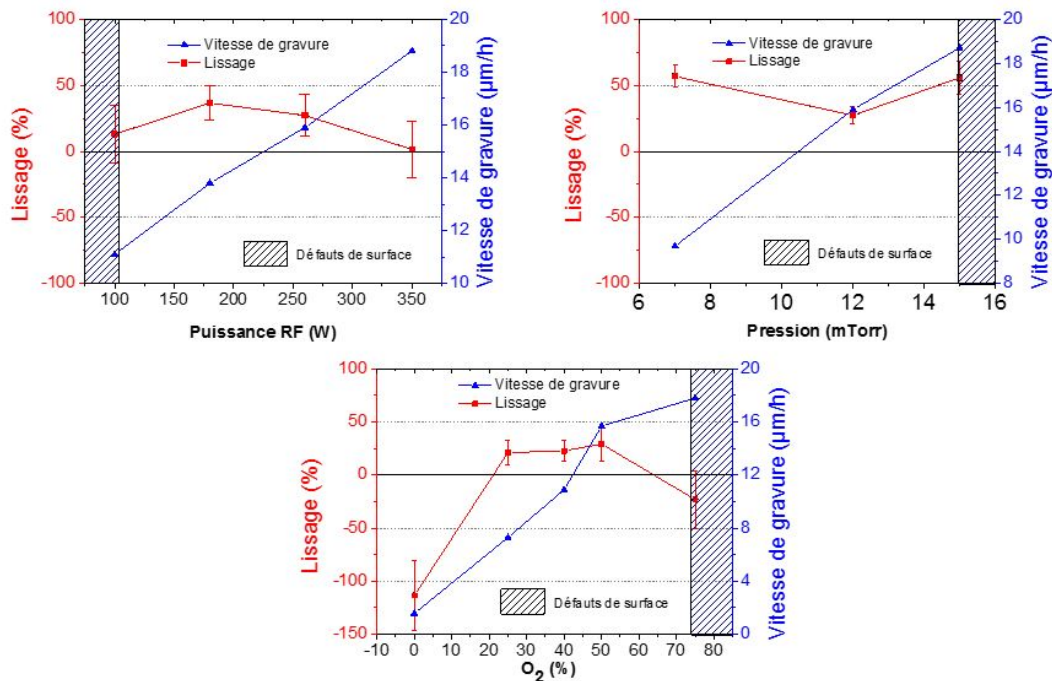 100
50
0
-50
-100
Lissage (%)
Vitesse de gravure
Lissage
Défauts de surface
20
18
16
14
12
10
Vitesse de gravure (µm/h)
100 150 200 250 300 350
Puissance RF (W)
100
50
0
-50
-100
Lissage (%)
Vitesse de gravure
Lissage
Défauts de surface
20
18
16
14
12
10
8
Vitesse de gravure (µm/h)
6 8 10 12 14 16
Pression (mTorr)
100
50
0
-50
-100
-150
Lissage (%)
Vitesse de gravure
Lissage
Défauts de surface
20
16
12
8
4
0
Vitesse de gravure (µm/h)
-10 0 10 20 30 40 50 60 70 80
O₂ (%)